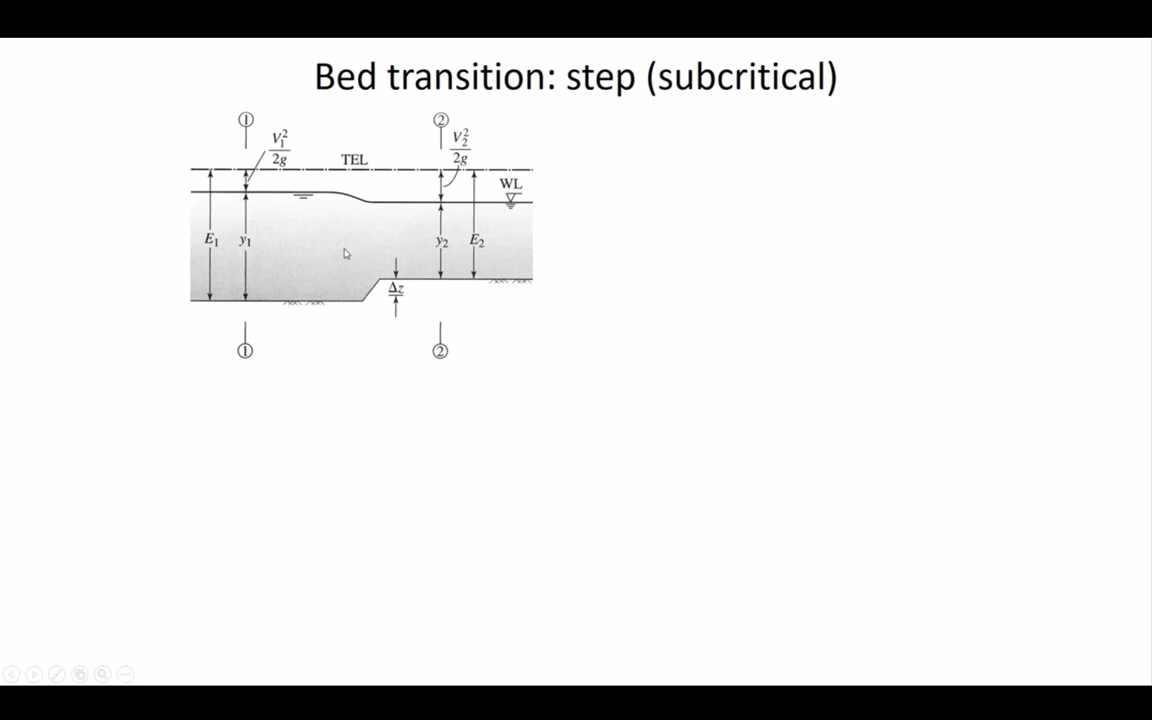 Bed transition: step (subcritical)
① ②
V₁²/2g TEL V₂²/2g
WL
E₁ y₁ y₂ E₂
Δz
① ②